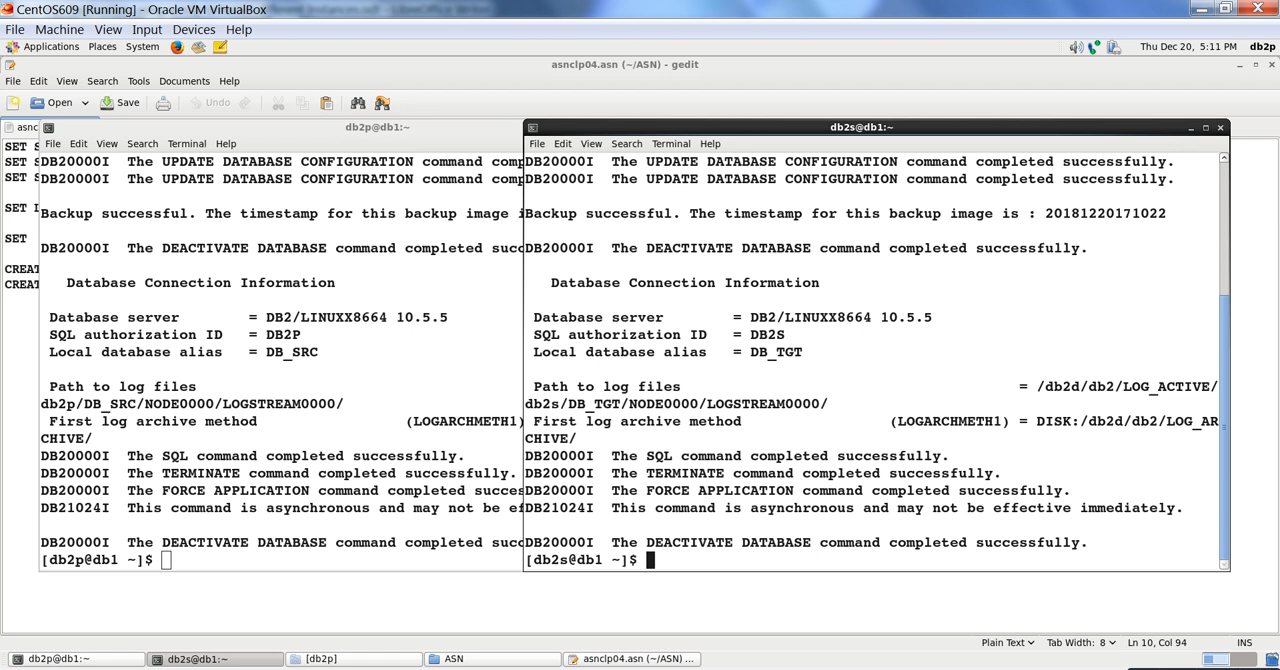 CentOS609 [Running] - Oracle VM VirtualBox
File Machine View Input Devices Help
Applications Places System Thu Dec 20, 5:11 PM db2p
asnclp04.asn (~/ASN) - gedit
File Edit View Search Tools Documents Help
Open Save Undo
asnc
SET S
SET S
SET S
SET
SET
CREAT
CREAT
db2p@db1:~
File Edit View Search Terminal Help
DB20000I The UPDATE DATABASE CONFIGURATION command comp
DB20000I The UPDATE DATABASE CONFIGURATION command comp
Backup successful. The timestamp for this backup image i
DB20000I The DEACTIVATE DATABASE command completed succ
Database Connection Information
Database server = DB2/LINUXX8664 10.5.5
SQL authorization ID = DB2P
Local database alias = DB_SRC
Path to log files
db2p/DB_SRC/NODE0000/LOGSTREAM0000/
First log archive method (LOGARCHMETH1)
CHIVE/
DB20000I The SQL command completed successfully.
DB20000I The TERMINATE command completed successfully.
DB20000I The FORCE APPLICATION command completed succes
DB21024I This command is asynchronous and may not be ef
DB20000I The DEACTIVATE DATABASE command completed succ
[db2p@db1 ~]$
db2s@db1:~
File Edit View Search Terminal Help
DB20000I The UPDATE DATABASE CONFIGURATION command completed successfully.
DB20000I The UPDATE DATABASE CONFIGURATION command completed successfully.
Backup successful. The timestamp for this backup image is : 20181220171022
DB20000I The DEACTIVATE DATABASE command completed successfully.
Database Connection Information
Database server = DB2/LINUXX8664 10.5.5
SQL authorization ID = DB2S
Local database alias = DB_TGT
Path to log files = /db2d/db2/LOG_ACTIVE/
db2s/DB_TGT/NODE0000/LOGSTREAM0000/
First log archive method (LOGARCHMETH1) = DISK:/db2d/db2/LOG_AR
CHIVE/
DB20000I The SQL command completed successfully.
DB20000I The TERMINATE command completed successfully.
DB20000I The FORCE APPLICATION command completed successfully.
DB21024I This command is asynchronous and may not be effective immediately.
DB20000I The DEACTIVATE DATABASE command completed successfully.
[db2s@db1 ~]$
Plain Text Tab Width: 8 Ln 10, Col 94 INS
db2p@db1:~ db2s@db1:~ [db2p] ASN asnclp04.asn (~/ASN) ...